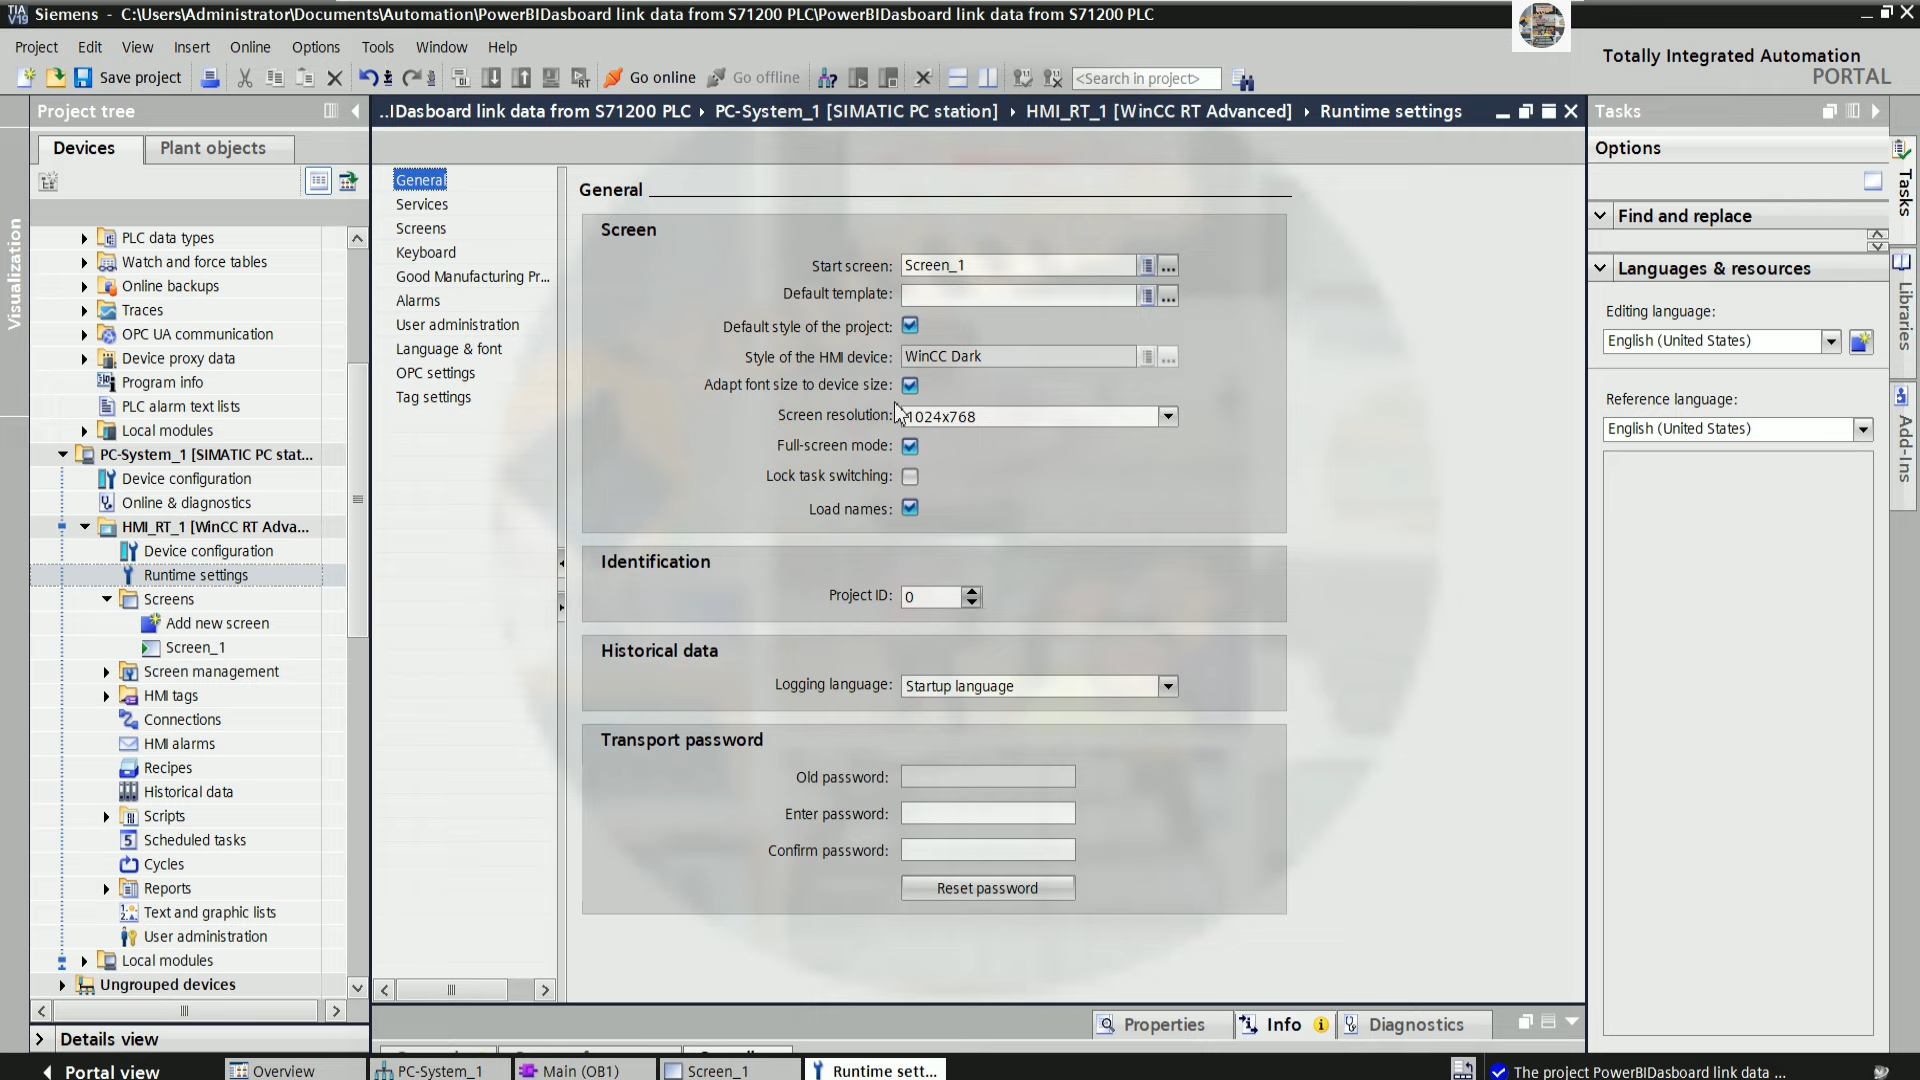 TIA V19 Siemens - C:\Users\Administrator\Documents\Automation\PowerBIDasboard link data from S71200 PLC\PowerBIDasboard link data from S71200 PLC
Project Edit View Insert Online Options Tools Window Help
Totally Integrated Automation
PORTAL
Save project Go online Go offline <Search in project>
Project tree
..IDasboard link data from S71200 PLC PC-System_1 [SIMATIC PC station] HMI_RT_1 [WinCC RT Advanced] Runtime settings
Tasks
Devices Plant objects
Options
Visualization
PLC data types
Watch and force tables
Online backups
Traces
OPC UA communication
Device proxy data
Program info
PLC alarm text lists
Local modules
PC-System_1 [SIMATIC PC stat...
Device configuration
Online & diagnostics
HMI_RT_1 [WinCC RT Adva...
Device configuration
Runtime settings
Screens
Add new screen
Screen_1
Screen management
HMI tags
Connections
HMI alarms
Recipes
Historical data
Scripts
Scheduled tasks
Cycles
Reports
Text and graphic lists
User administration
Local modules
Ungrouped devices
Details view
General
Services
Screens
Keyboard
Good Manufacturing Pr...
Alarms
User administration
Language & font
OPC settings
Tag settings
General
Screen
Start screen: Screen_1
Default template:
Default style of the project:
Style of the HMI device: WinCC Dark
Adapt font size to device size:
Screen resolution: 1024x768
Full-screen mode:
Lock task switching:
Load names:
Identification
Project ID: 0
Historical data
Logging language: Startup language
Transport password
Old password:
Enter password:
Confirm password:
Reset password
Find and replace
Languages & resources
Editing language:
English (United States)
Reference language:
English (United States)
Tasks
Libraries
Add-Ins
Properties Info Diagnostics
Portal view Overview PC-System_1 Main (OB1) Screen_1 Runtime sett... The project PowerBIDasboard link data ...